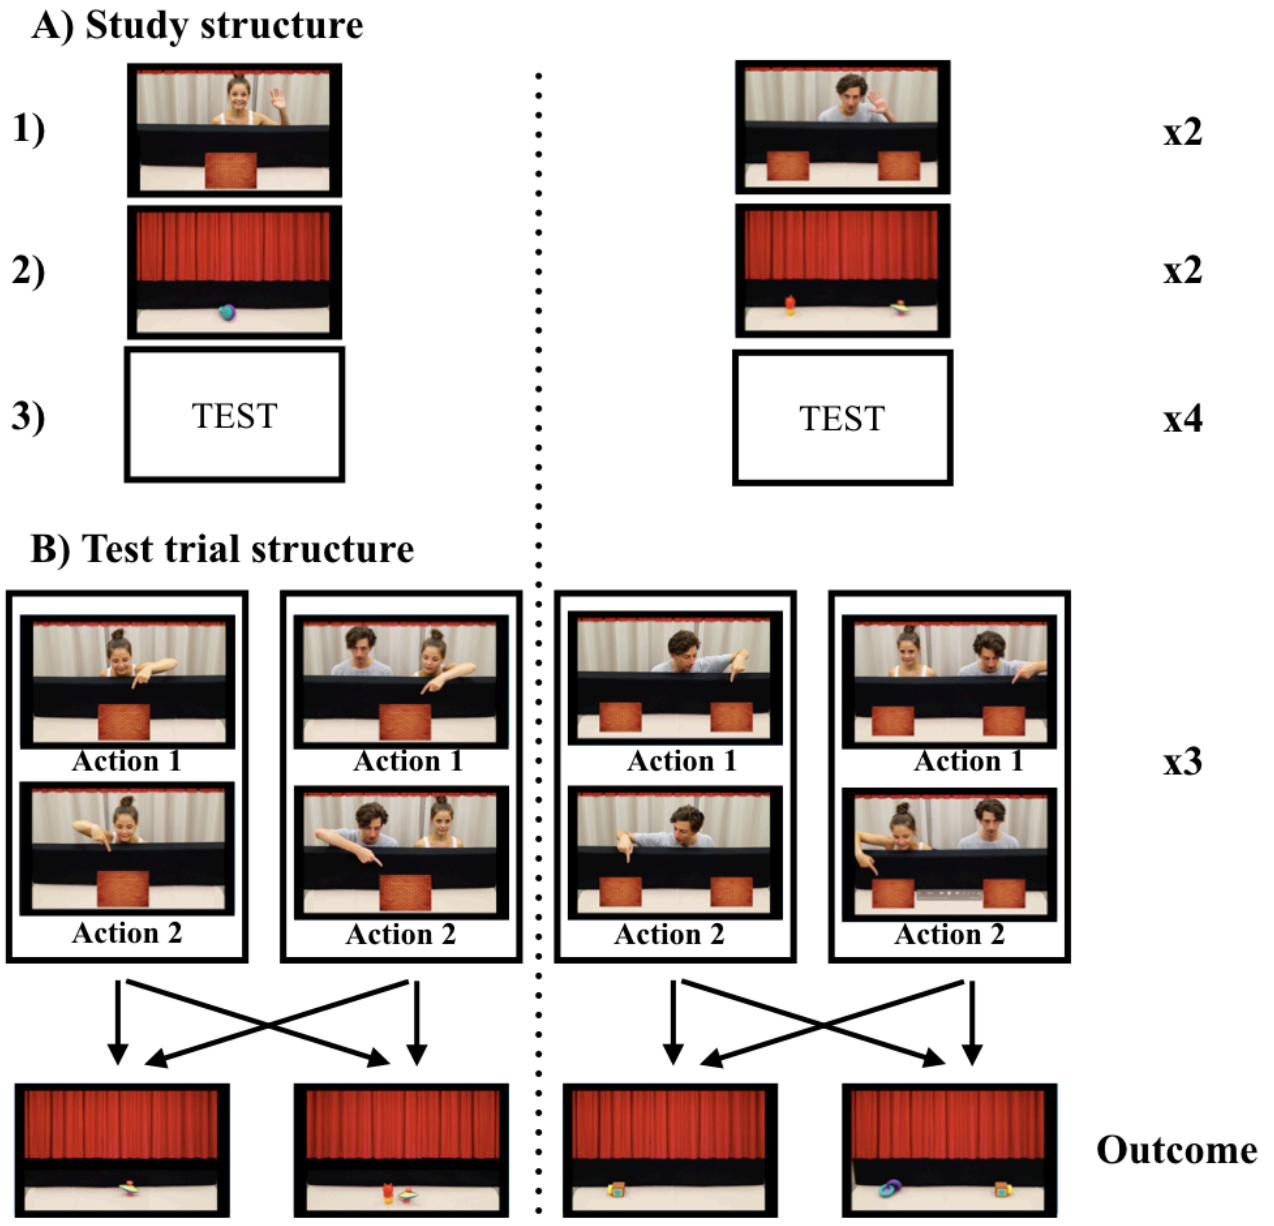 A) Study structure
1)
x2
2)
x2
3)
TEST
TEST
x4
B) Test trial structure
Action 1
Action 1
Action 1
Action 1
x3
Action 2
Action 2
Action 2
Action 2
Outcome